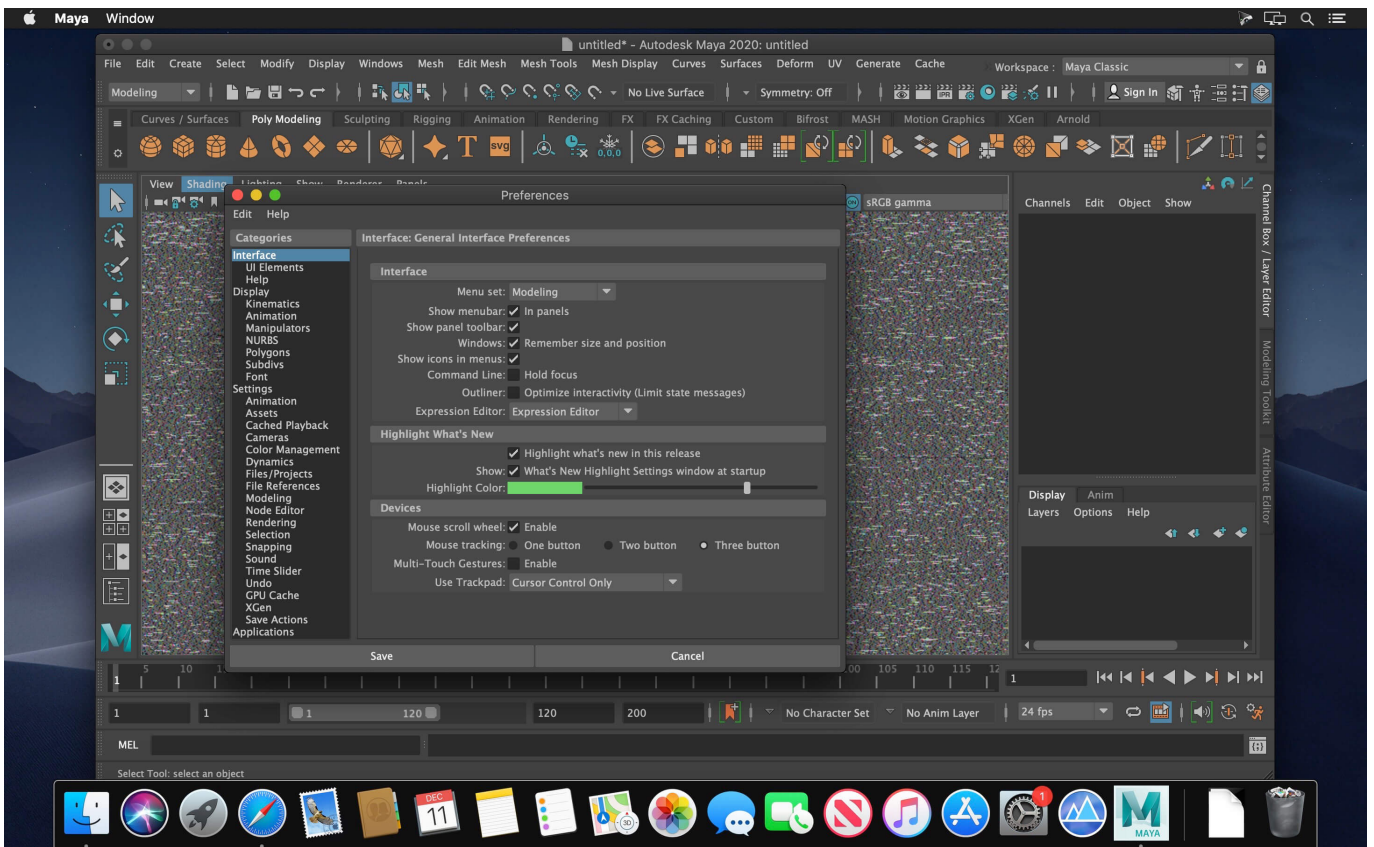 Maya Window
untitled* - Autodesk Maya 2020: untitled
File Edit Create Select Modify Display Windows Mesh Edit Mesh Mesh Tools Mesh Display Curves Surfaces Deform UV Generate Cache Workspace : Maya Classic
Modeling No Live Surface Symmetry: Off IPR Sign In
Curves / Surfaces Poly Modeling Sculpting Rigging Animation Rendering FX FX Caching Custom Bifrost MASH Motion Graphics XGen Arnold
T svg 0,0,0
View Shading Lighting Show Renderer Panels
sRGB gamma
Preferences
Edit Help
Categories
Interface
UI Elements
Help
Display
Kinematics
Animation
Manipulators
NURBS
Polygons
Subdivs
Font
Settings
Animation
Assets
Cached Playback
Cameras
Color Management
Dynamics
Files/Projects
File References
Modeling
Node Editor
Rendering
Selection
Snapping
Sound
Time Slider
Undo
GPU Cache
XGen
Save Actions
Applications
Interface: General Interface Preferences
Interface
Menu set: Modeling
Show menubar: In panels
Show panel toolbar:
Windows: Remember size and position
Show icons in menus:
Command Line: Hold focus
Outliner: Optimize interactivity (Limit state messages)
Expression Editor: Expression Editor
Highlight What's New
Highlight what's new in this release
Show: What's New Highlight Settings window at startup
Highlight Color:
Devices
Mouse scroll wheel: Enable
Mouse tracking: One button Two button Three button
Multi-Touch Gestures: Enable
Use Trackpad: Cursor Control Only
Save Cancel
Channels Edit Object Show
Channel Box / Layer Editor
Modeling Toolkit
Attribute Editor
Display Anim
Layers Options Help
M
5 10 105 110 115 12
1 1
1 1 1 120 120 200 No Character Set No Anim Layer 24 fps
MEL
Select Tool: select an object
DEC
11
3D
1
MAYA